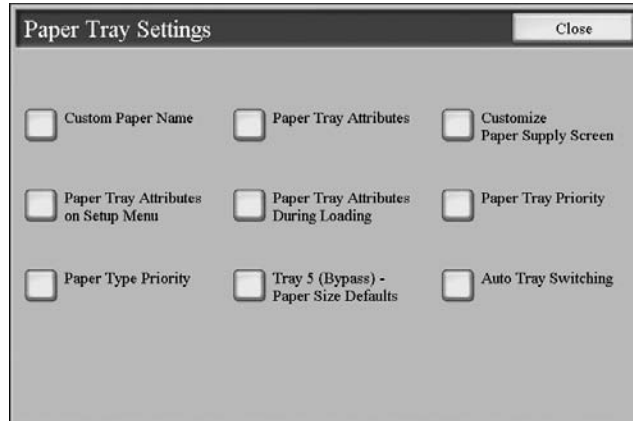 Paper Tray Settings
Close
Custom Paper Name
Paper Tray Attributes
Customize
Paper Supply Screen
Paper Tray Attributes
on Setup Menu
Paper Tray Attributes
During Loading
Paper Tray Priority
Paper Type Priority
Tray 5 (Bypass) -
Paper Size Defaults
Auto Tray Switching